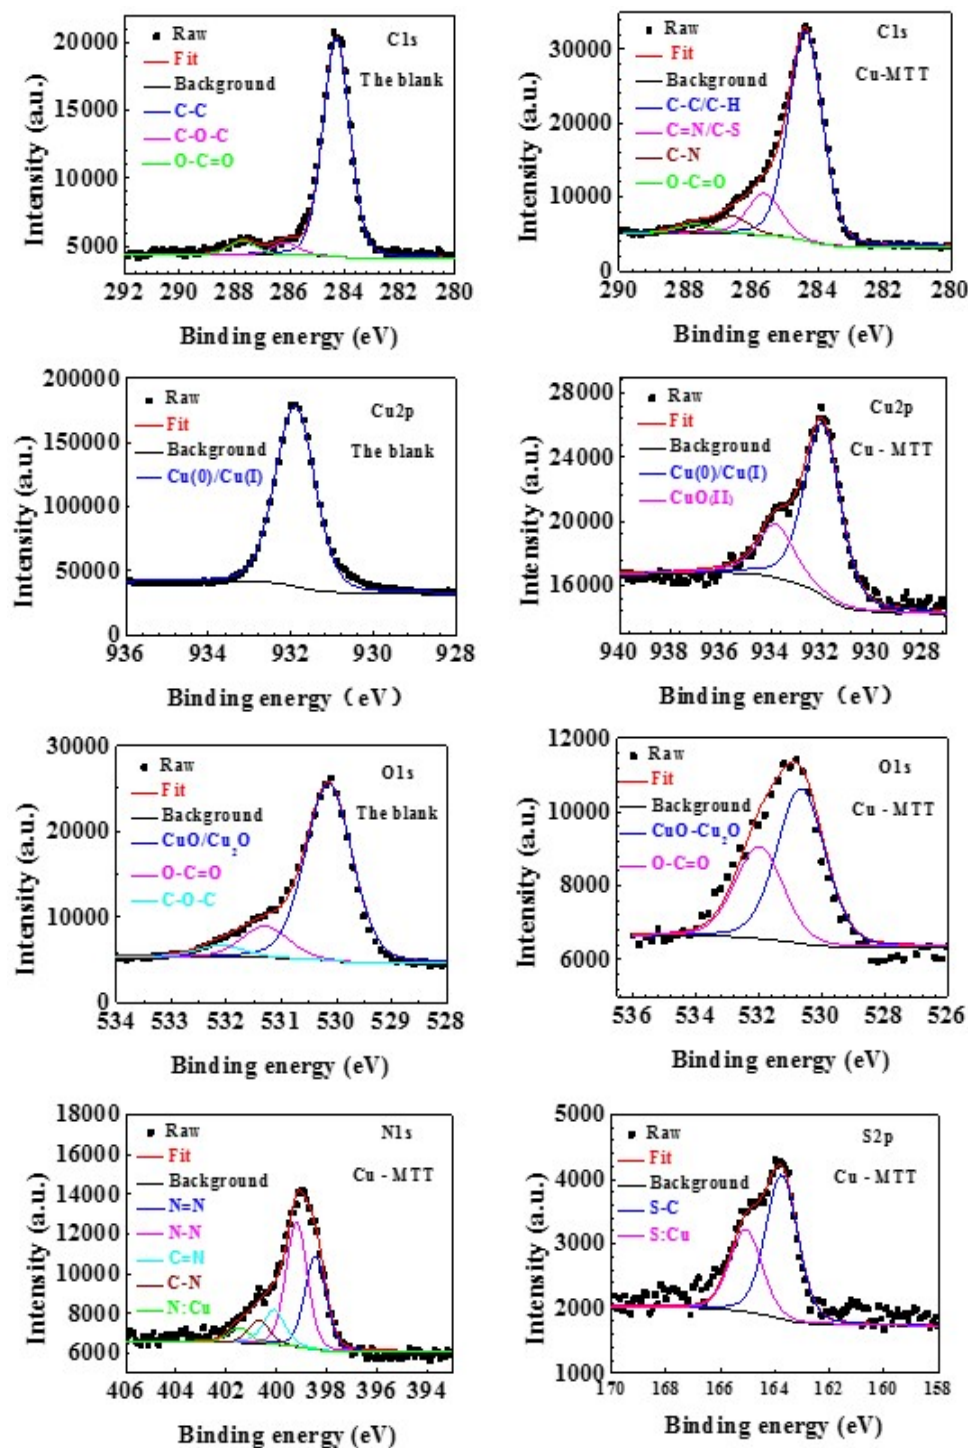 20000
15000
10000
5000
Intensity (a.u.)
Raw
Fit
Background
C-C
C-O-C
O-C=O
C1s
The blank
292 290 288 286 284 282 280
Binding energy (eV)
30000
20000
10000
0
Intensity (a.u.)
Raw
Fit
Background
C-C/C-H
C=N/C-S
C-N
O-C=O
C1s
Cu-MTT
290 288 286 284 282 280
Binding energy (eV)
200000
150000
100000
50000
0
Intensity (a.u.)
Raw
Fit
Background
Cu(0)/Cu(I)
Cu2p
The blank
936 934 932 930 928
Binding energy (eV)
28000
24000
20000
16000
Intensity (a.u.)
Raw
Fit
Background
Cu(0)/Cu(I)
CuO(II)
Cu2p
Cu - MTT
940 938 936 934 932 930 928
Binding energy (eV)
30000
20000
10000
0
Intensity (a.u.)
Raw
Fit
Background
CuO/Cu₂O
O-C=O
C-O-C
O1s
The blank
534 533 532 531 530 529 528
Binding energy (eV)
12000
10000
8000
6000
Intensity (a.u.)
Raw
Fit
Background
CuO-Cu₂O
O-C=O
O1s
Cu - MTT
536 534 532 530 528 526
Binding energy (eV)
18000
16000
14000
12000
10000
8000
6000
Intensity (a.u.)
Raw
Fit
Background
N=N
N-N
C=N
C-N
N:Cu
N1s
Cu - MTT
406 404 402 400 398 396 394
Binding energy (eV)
5000
4000
3000
2000
1000
Intensity (a.u.)
Raw
Fit
Background
S-C
S:Cu
S2p
Cu - MTT
170 168 165 164 162 160 158
Binding energy (eV)